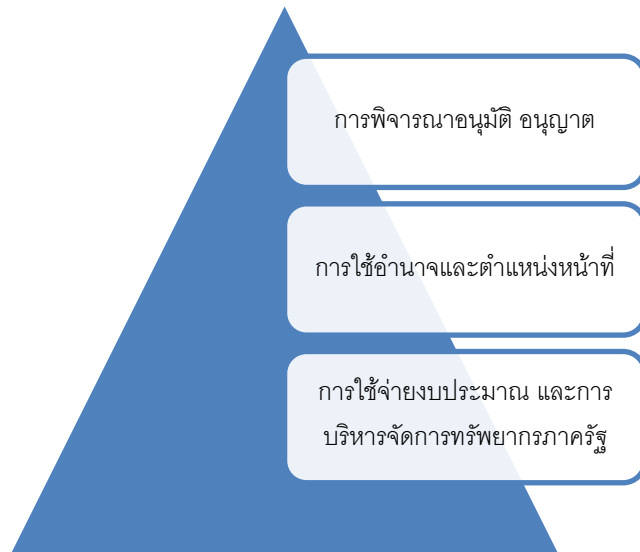 การพิจารณาอนุมัติ อนุญาต
การใช้อำนาจและตำแหน่งหน้าที่
การใช้จ่ายงบประมาณ และการ
บริหารจัดการทรัพยากรภาครัฐ